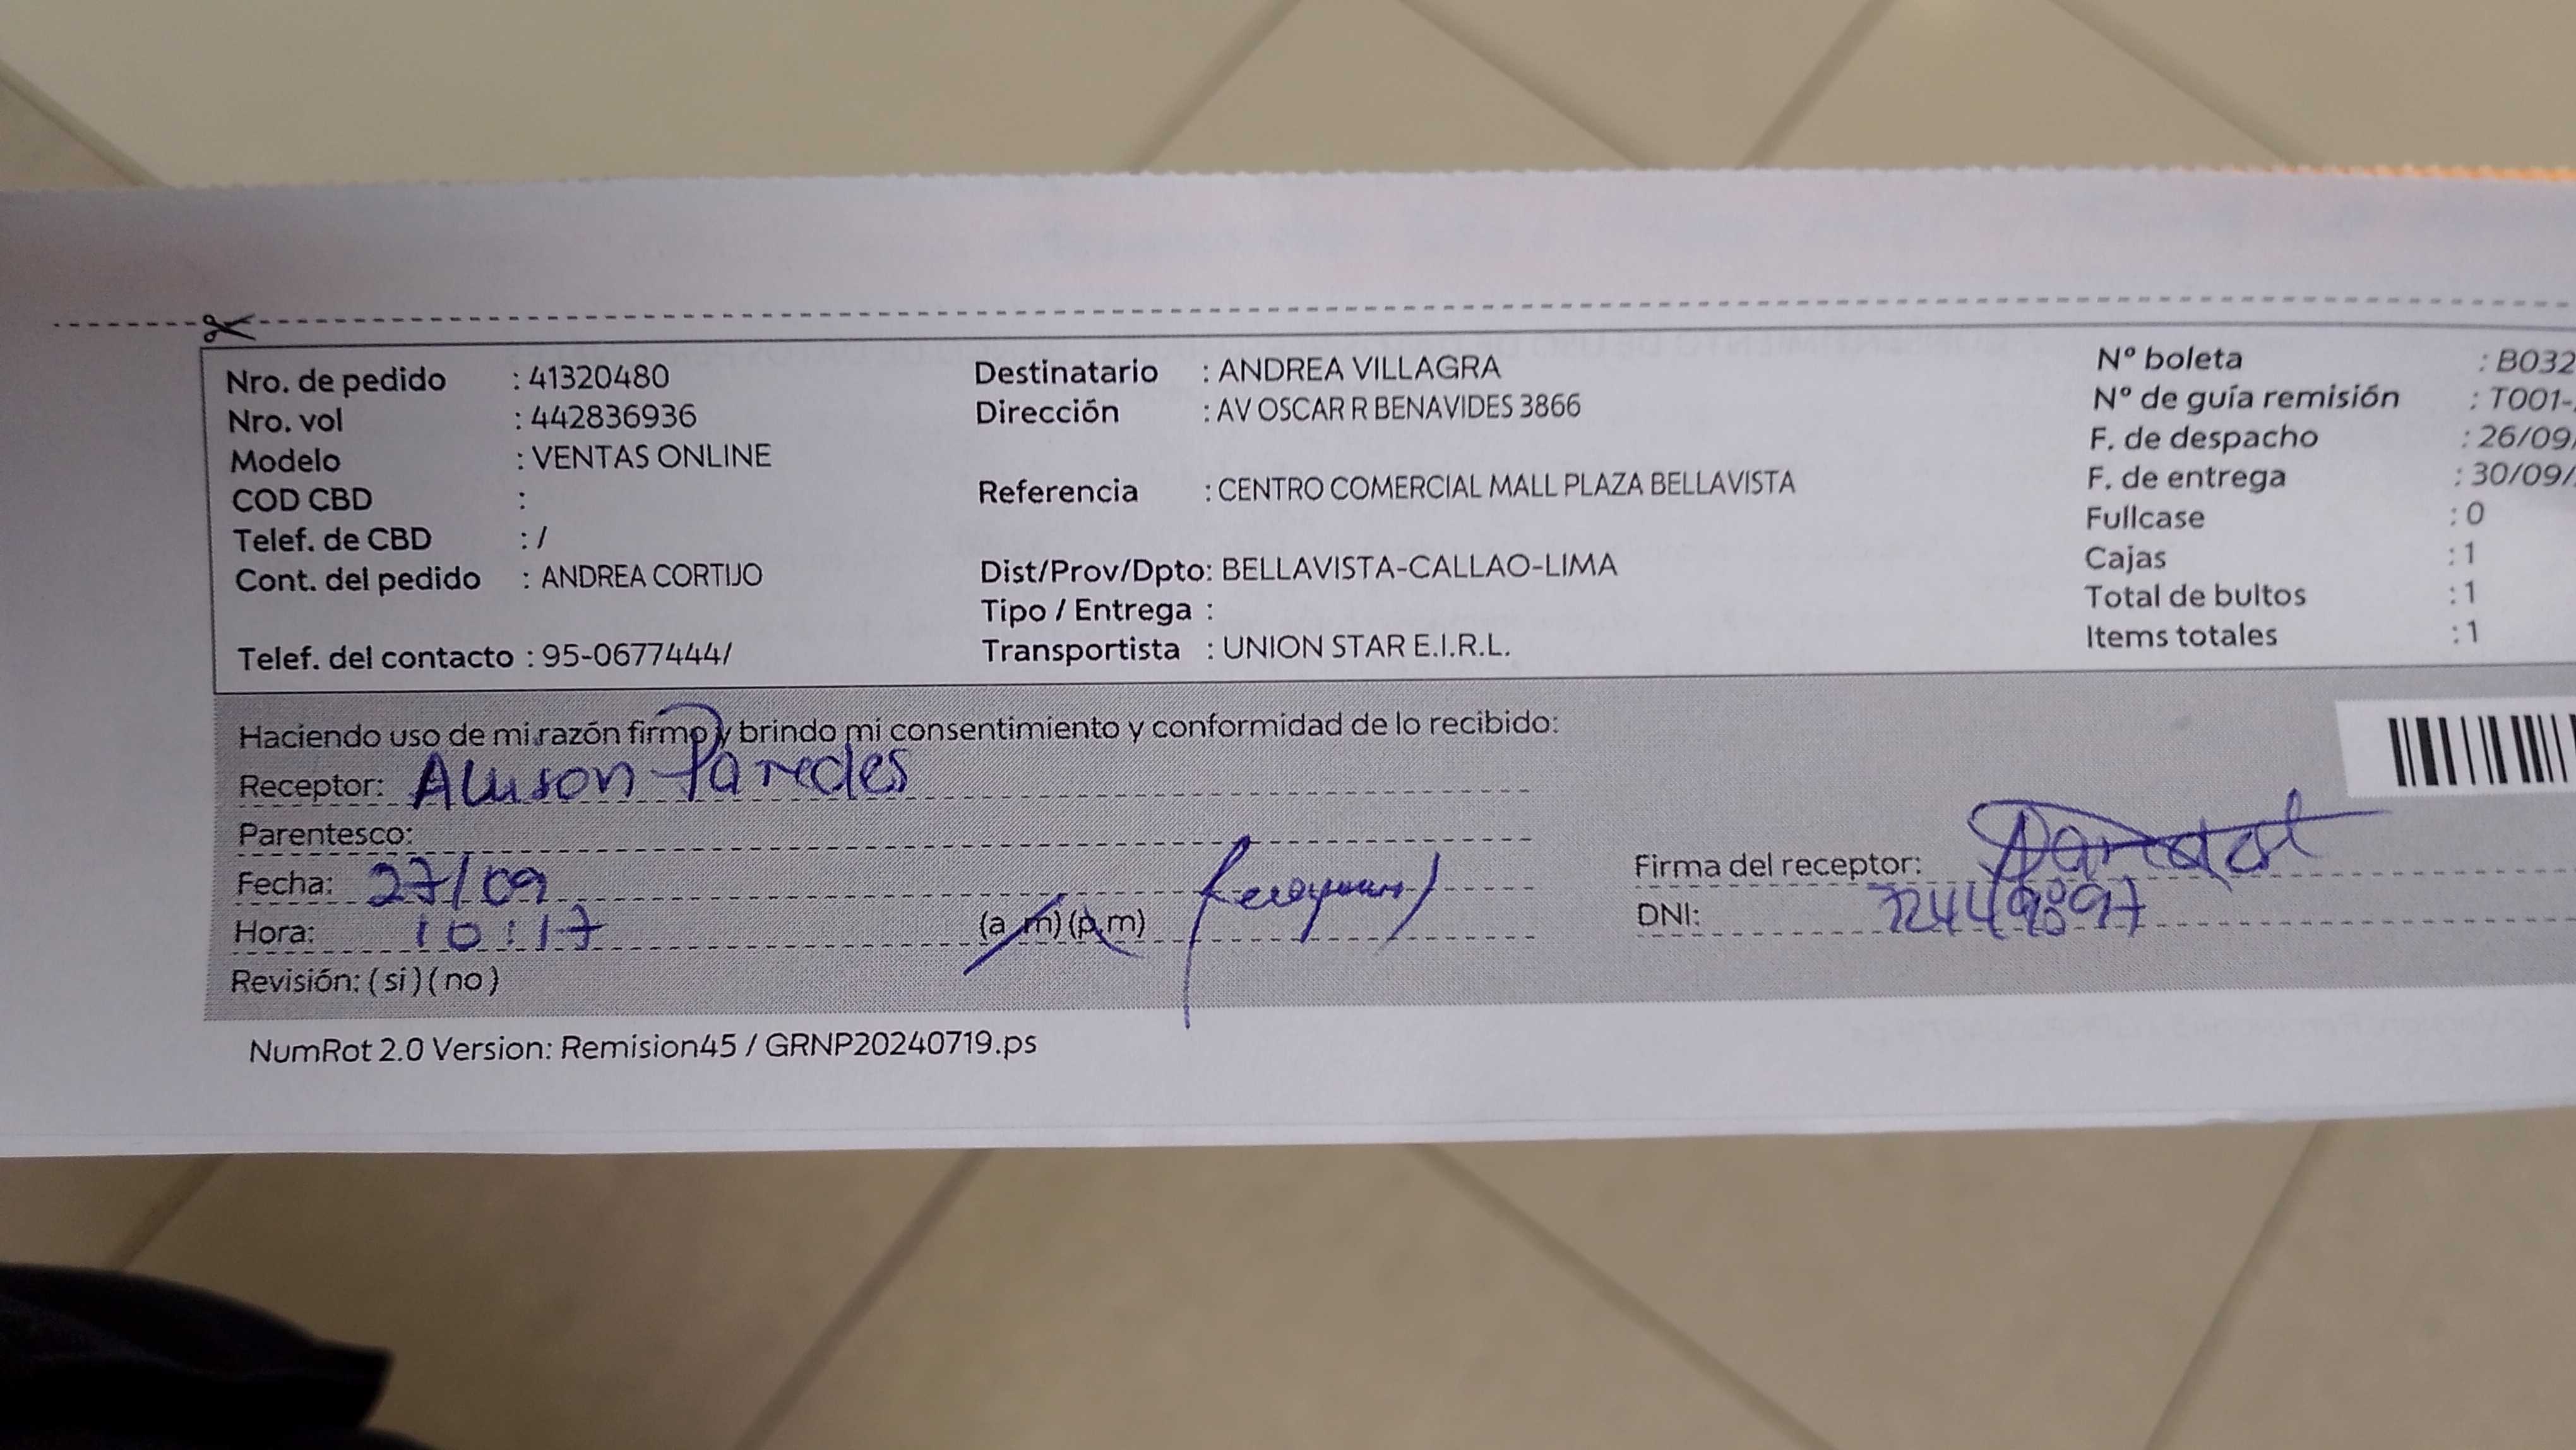 Nro. de pedido : 41320480
Nro. vol : 442836936
Modelo : VENTAS ONLINE
COD CBD :
Telef. de CBD : /
Cont. del pedido : ANDREA CORTIJO
Telef. del contacto : 95-0677444/
Destinatario : ANDREA VILLAGRA
Dirección : AV OSCAR R BENAVIDES 3866
Referencia : CENTRO COMERCIAL MALL PLAZA BELLAVISTA
Dist/Prov/Dpto: BELLAVISTA-CALLAO-LIMA
Tipo / Entrega :
Transportista : UNION STAR E.I.R.L.
N° boleta : B032
N° de guía remisión : T001-
F. de despacho : 26/09
F. de entrega : 30/09/
Fullcase : 0
Cajas : 1
Total de bultos : 1
Items totales : 1
Haciendo uso de mi razón firmo y brindo mi consentimiento y conformidad de lo recibido:
Receptor: Allison Paredes
Parentesco:
Fecha: 27/09
Hora: 10:17 (a m) (p.m)
Revisión: (si) (no)
Firma del receptor:
DNI:
NumRot 2.0 Version: Remision45 / GRNP20240719.ps